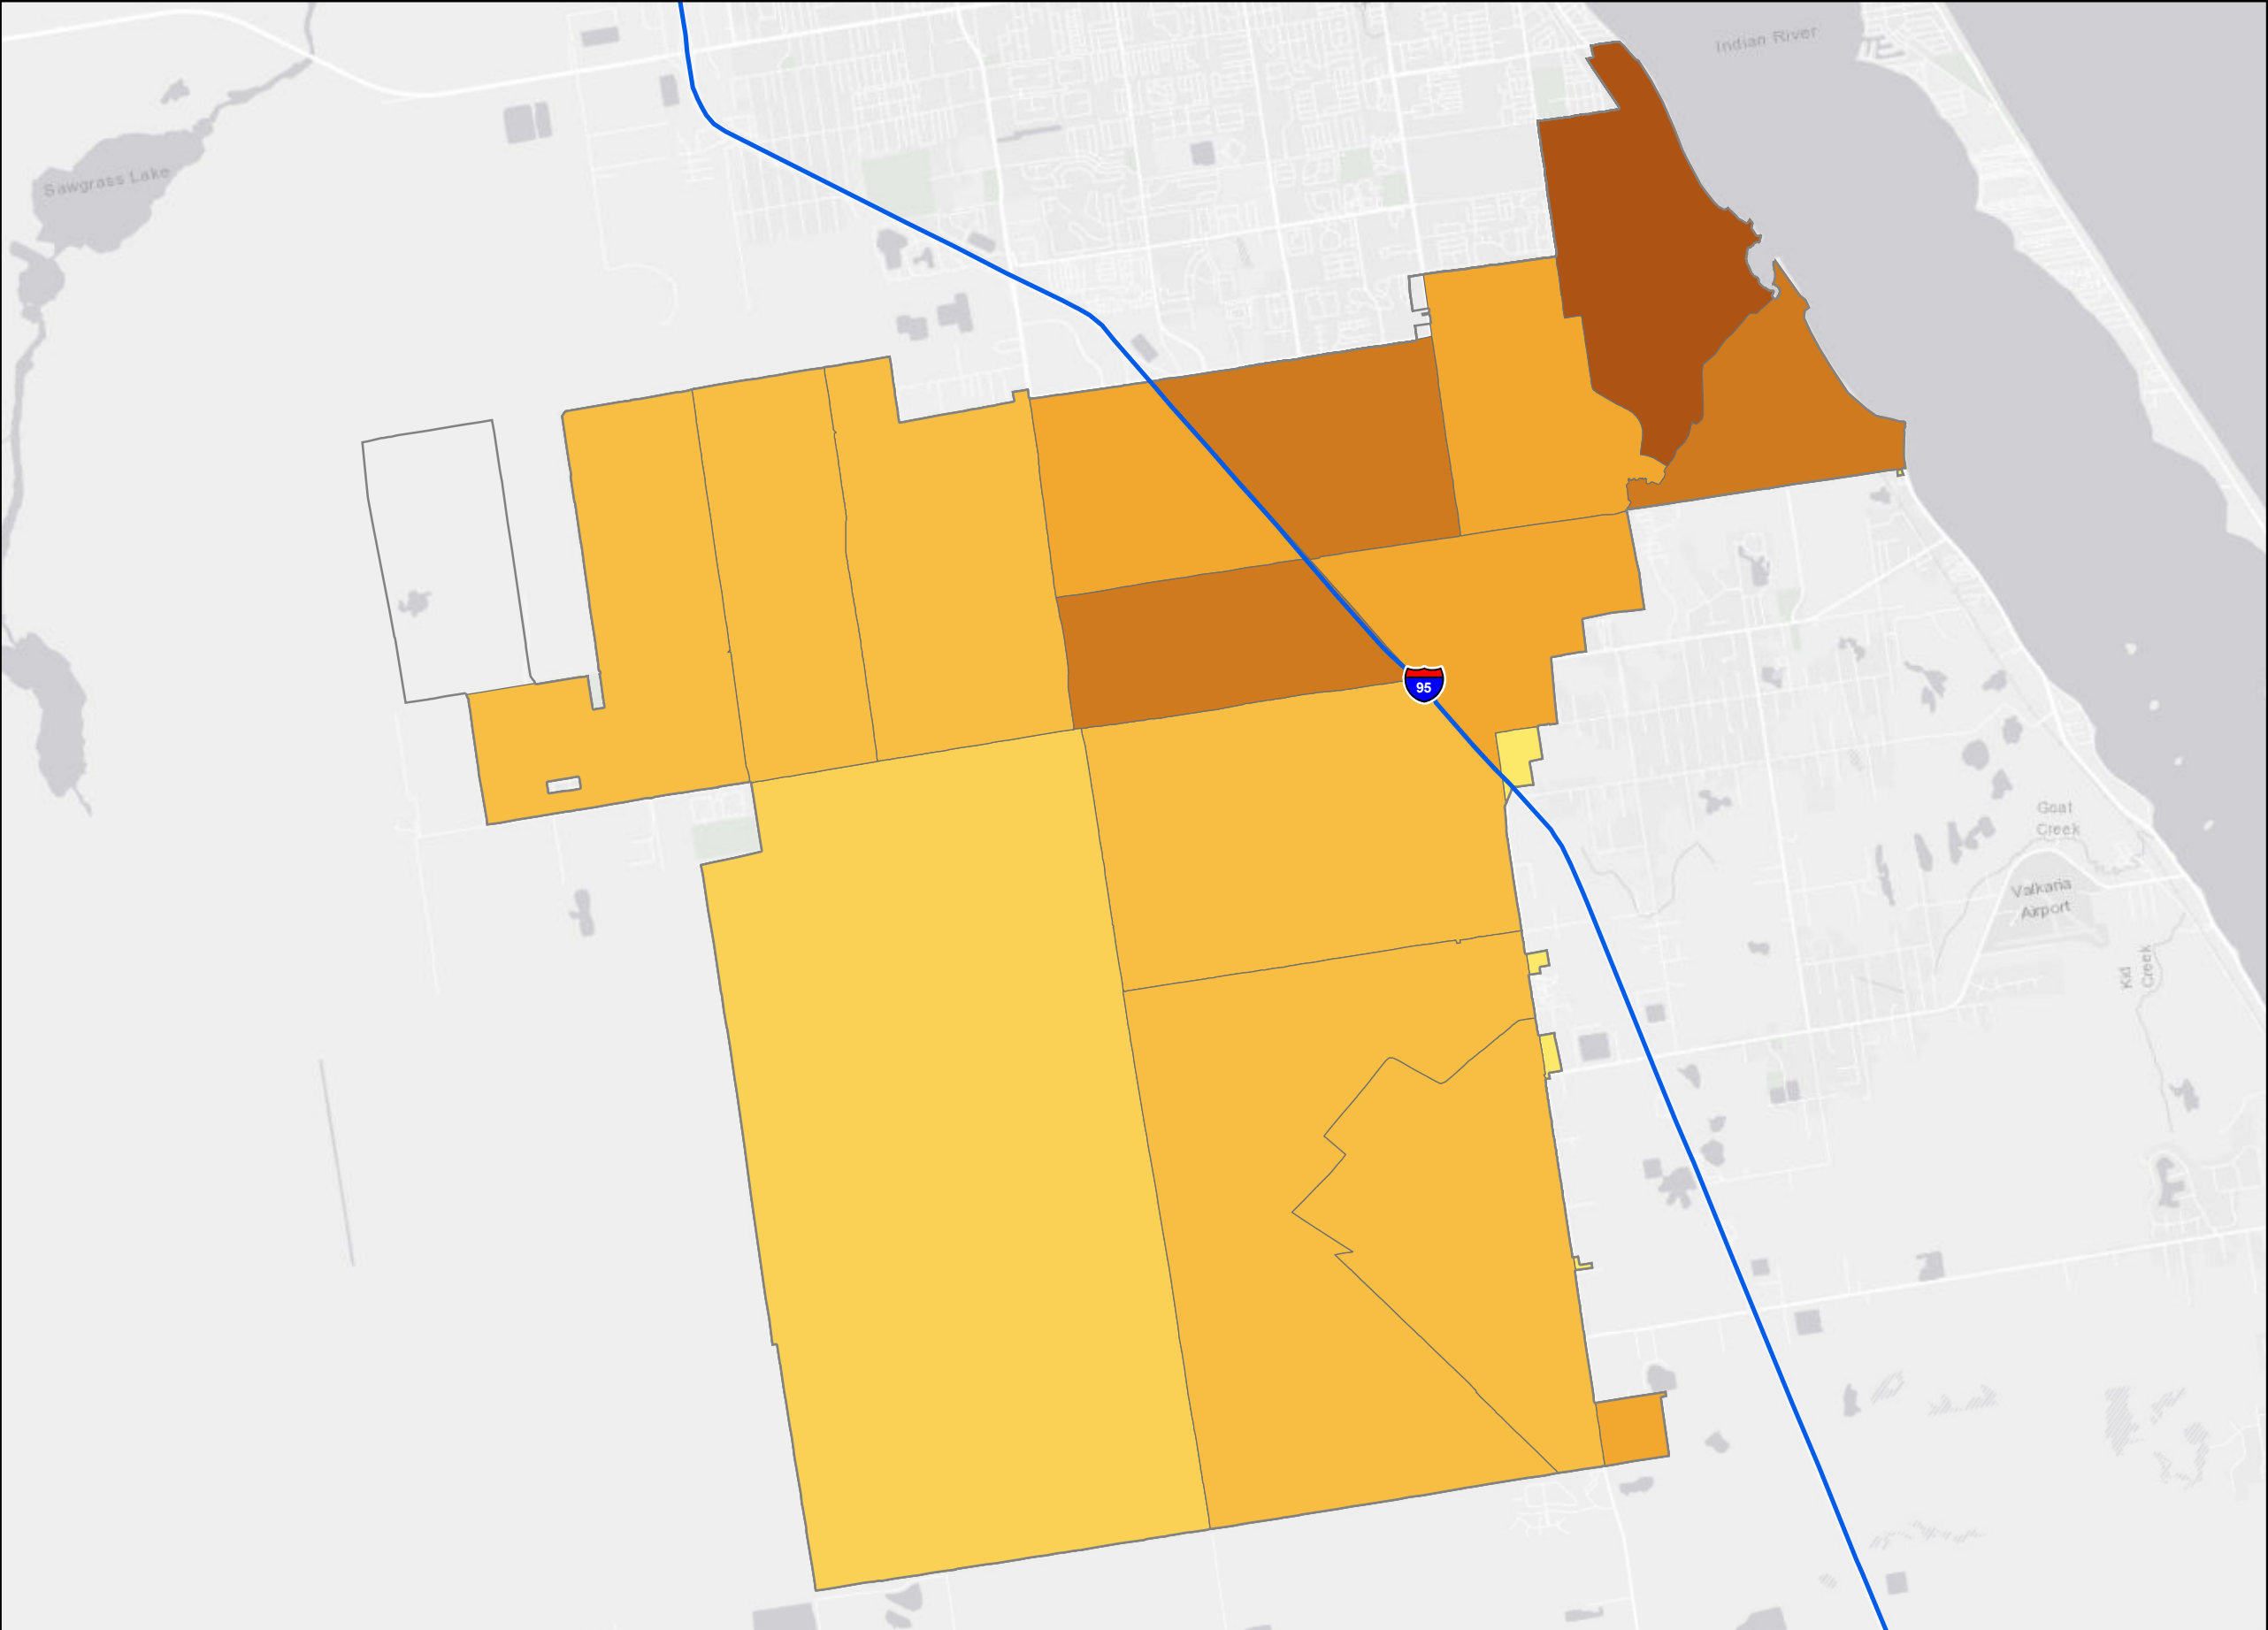 Indian River
Sawgrass Lake
95
Goat
Creek
Valkaria
Airport
Kid
Creek